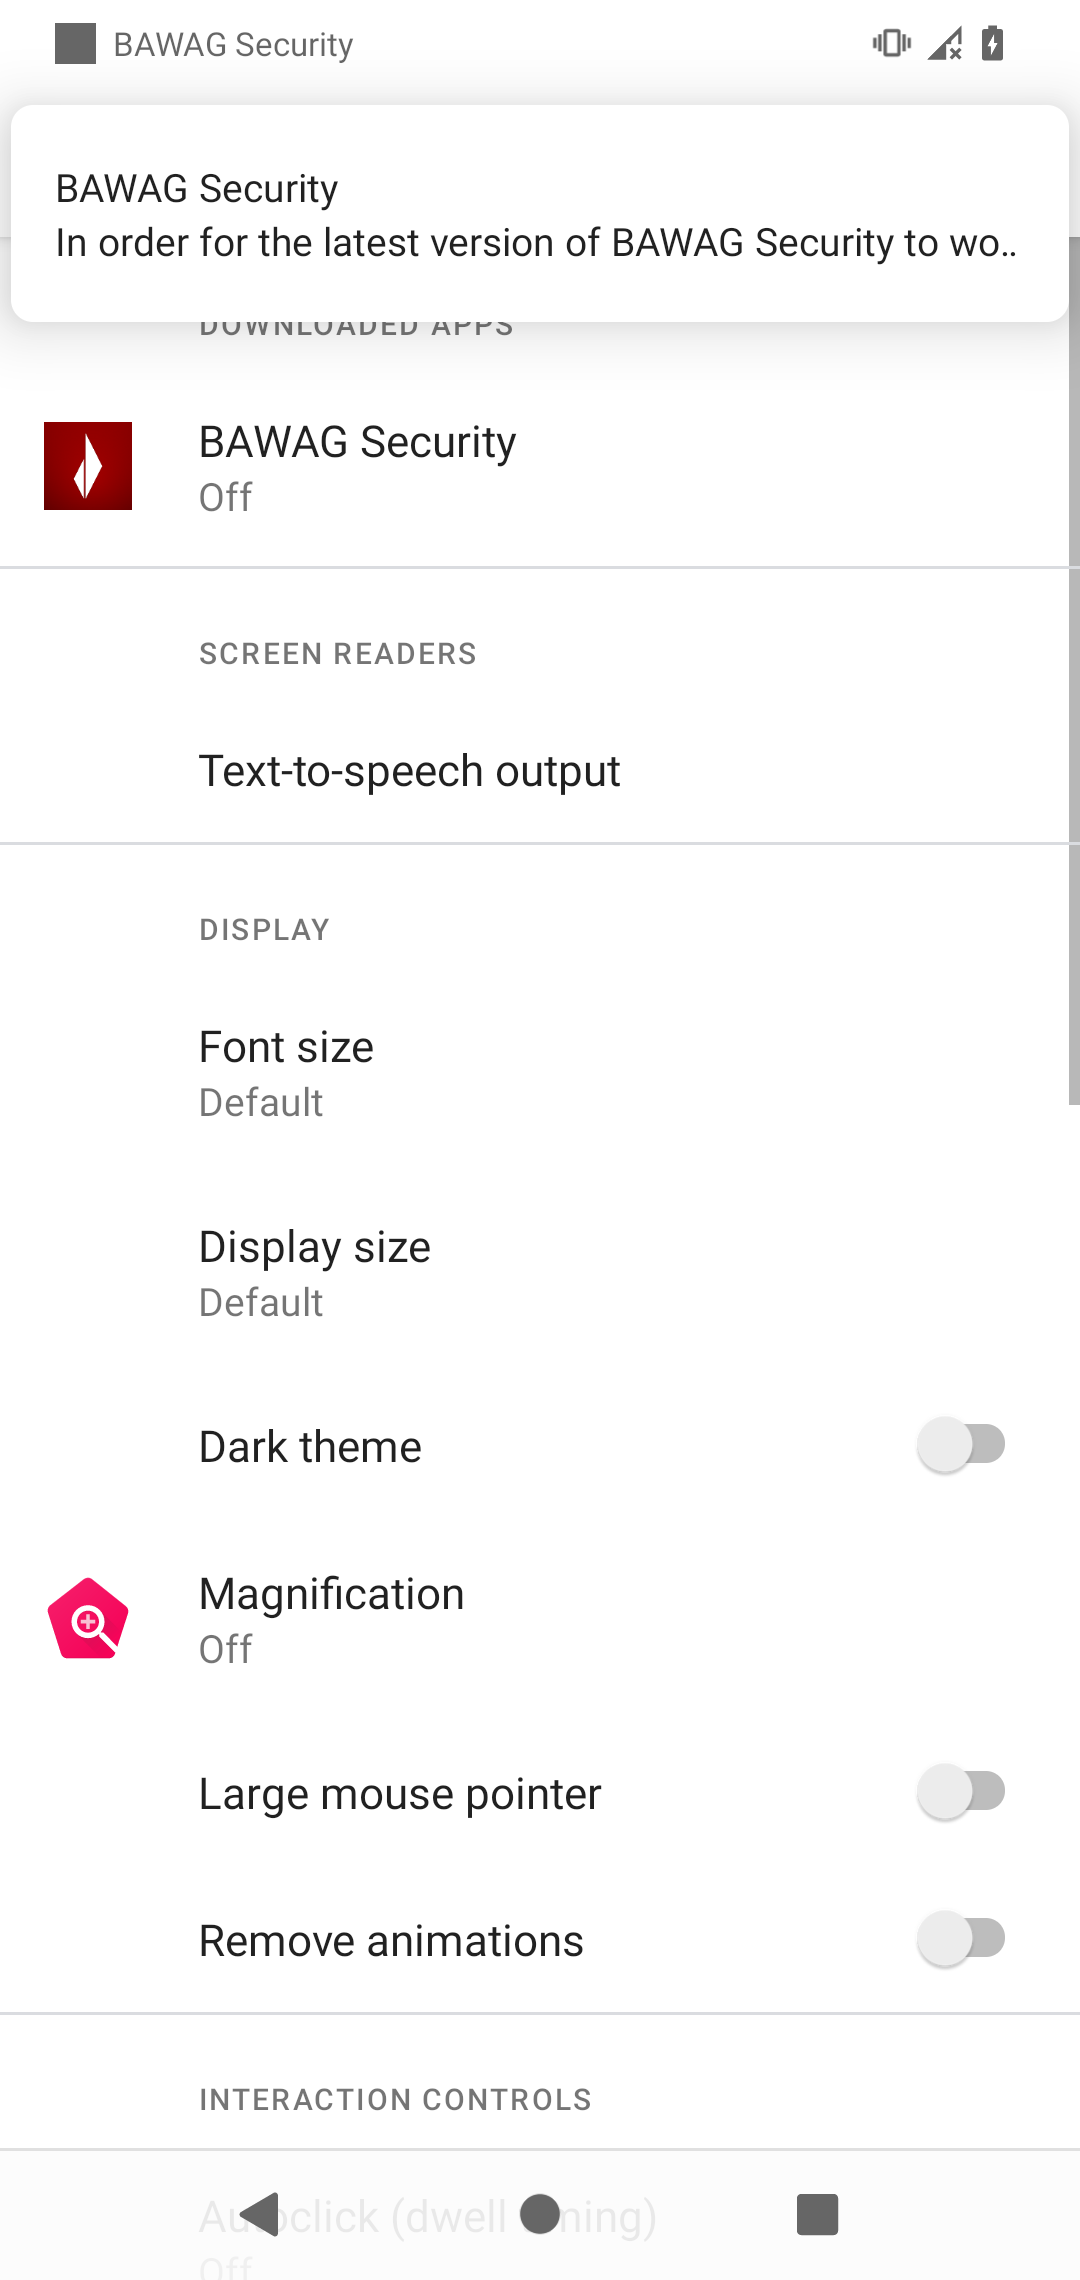 BAWAG Security
BAWAG Security
In order for the latest version of BAWAG Security to wo..
DOWNLOADED APPS
BAWAG Security
Off
SCREEN READERS
Text-to-speech output
DISPLAY
Font size
Default
Display size
Default
Dark theme
Magnification
Off
Large mouse pointer
Remove animations
INTERACTION CONTROLS
(dwell
Off